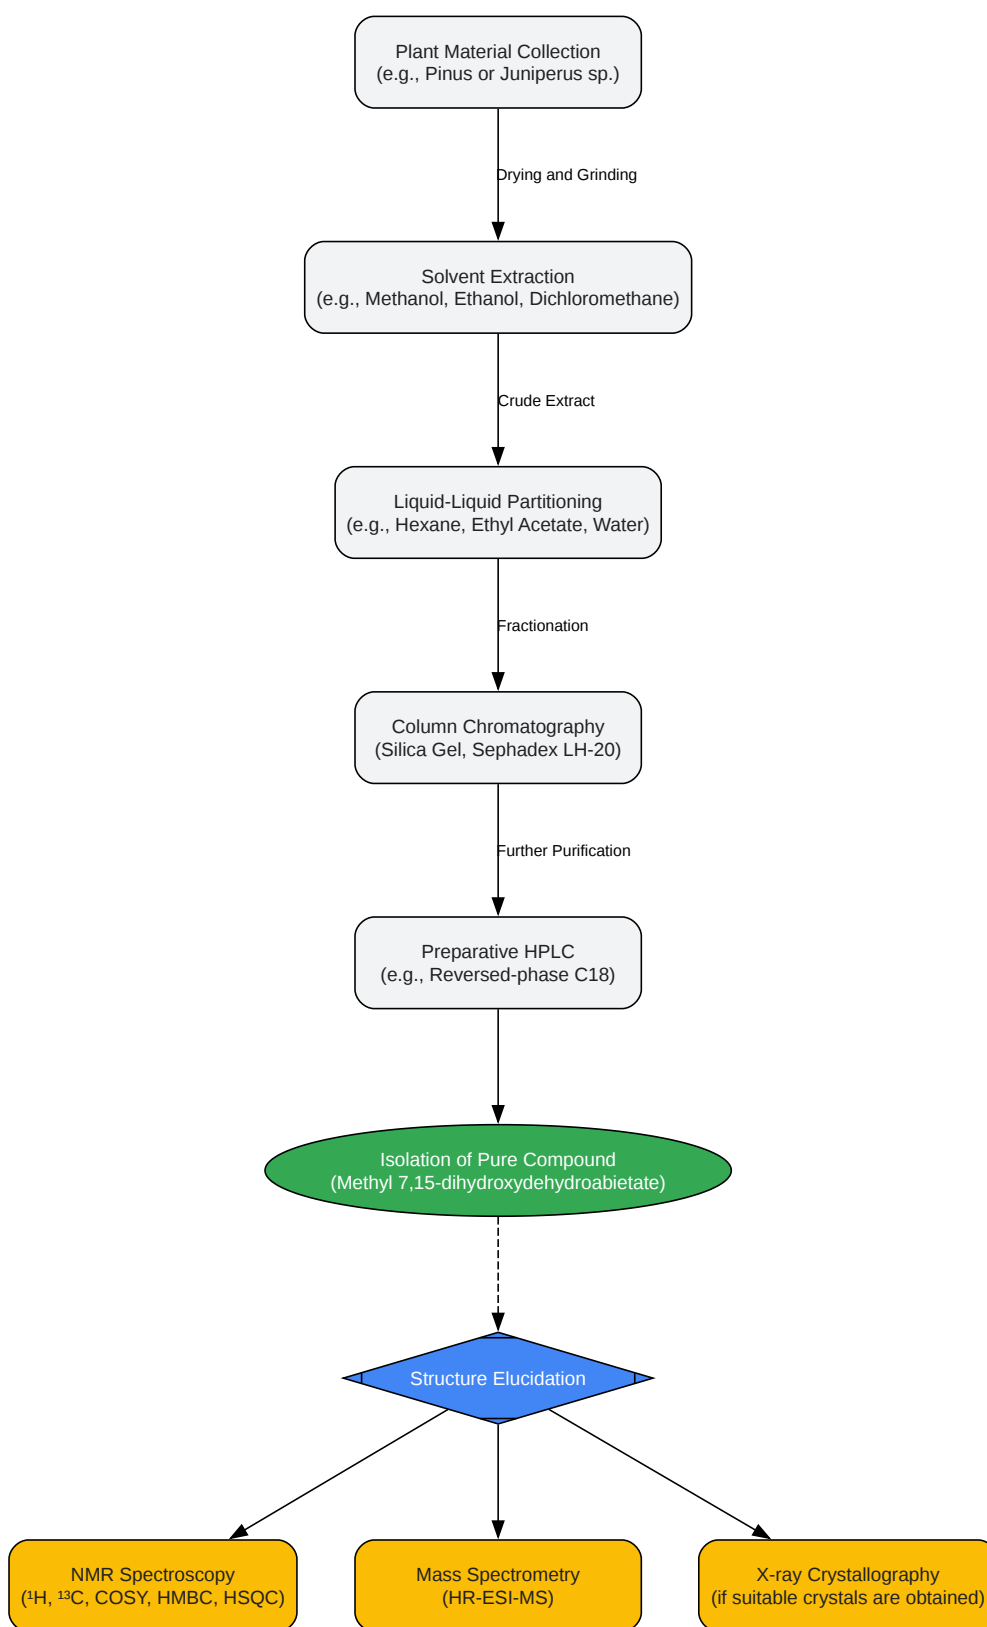 Plant Material Collection
(e.g., Pinus or Juniperus sp.)
Drying and Grinding
Solvent Extraction
(e.g., Methanol, Ethanol, Dichloromethane)
Crude Extract
Liquid-Liquid Partitioning
(e.g., Hexane, Ethyl Acetate, Water)
Fractionation
Column Chromatography
(Silica Gel, Sephadex LH-20)
Further Purification
Preparative HPLC
(e.g., Reversed-phase C18)
Isolation of Pure Compound
(Methyl 7,15-dihydroxydehydroabietate)
Structure Elucidation
NMR Spectroscopy
(¹H, ¹³C, COSY, HMBC, HSQC)
Mass Spectrometry
(HR-ESI-MS)
X-ray Crystallography
(if suitable crystals are obtained)